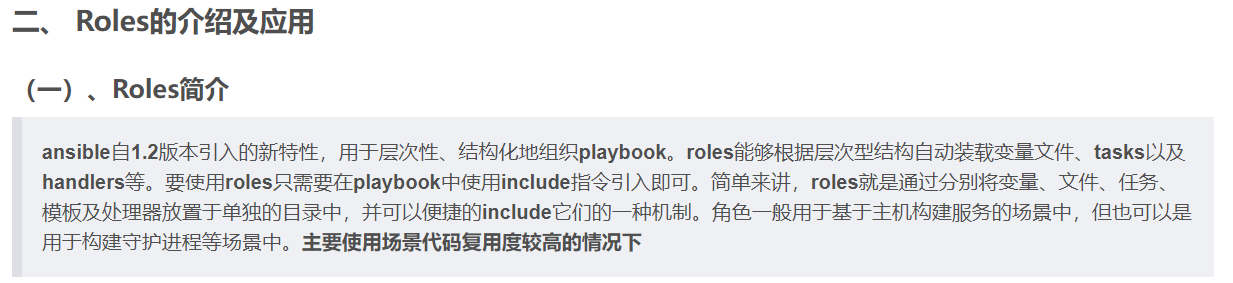 二、 Roles的介绍及应用
（一）、Roles简介
ansible自1.2版本引入的新特性，用于层次性、结构化地组织playbook。roles能够根据层次型结构自动装载变量文件、tasks以及
handlers等。要使用roles只需要在playbook中使用include指令引入即可。简单来讲，roles就是通过分别将变量、文件、任务、
模板及处理器放置于单独的目录中，并可以便捷的include它们的一种机制。角色一般用于基于主机构建服务的场景中，但也可以是
用于构建守护进程等场景中。主要使用场景代码复用度较高的情况下